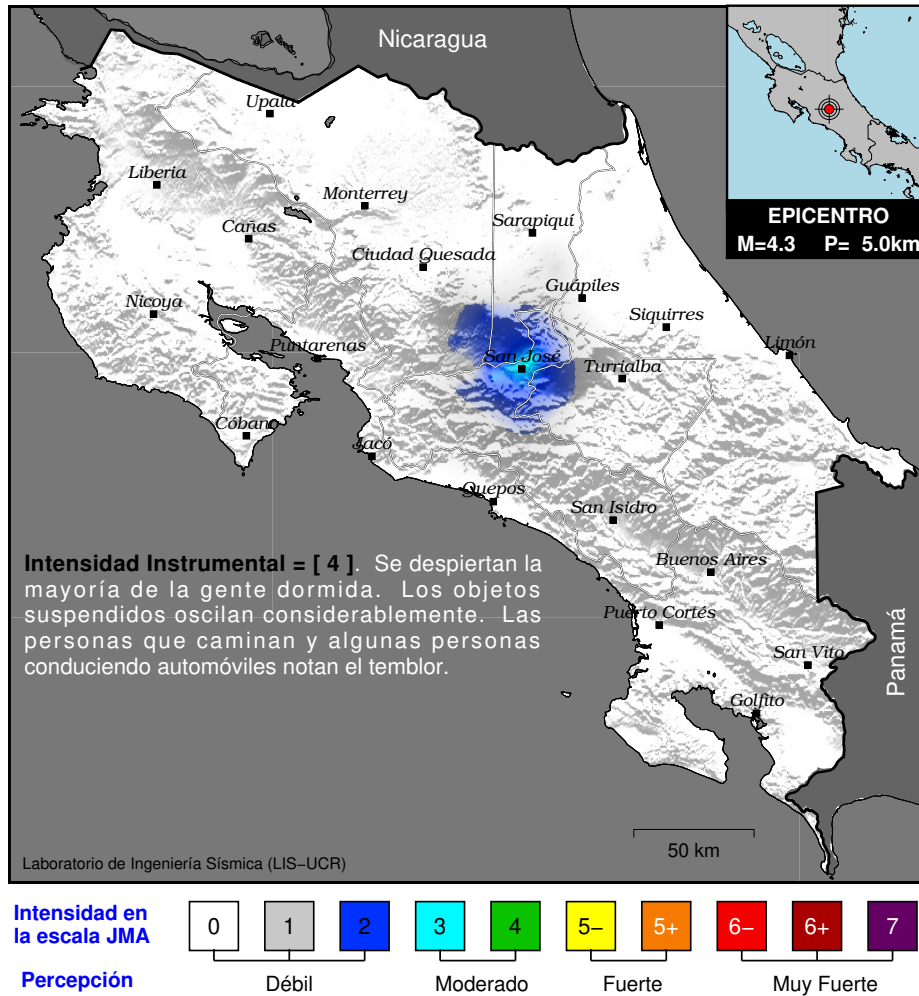 Nicaragua
EPICENTRO
M=4.3 P= 5.0km
Upala
Liberia
Monterrey
Cañas
Sarapiquí
Ciudad Quesada
Guápiles
Nicoya
Siquirres
Puntarenas
San José
Limón
Turrialba
Cóbano
Jacó
Quepos
San Isidro
Buenos Aires
Puerto Cortés
San Vito
Golfito
Panamá
Intensidad Instrumental = [ 4 ]. Se despiertan la
mayoría de la gente dormida. Los objetos
suspendidos oscilan considerablemente. Las
personas que caminan y algunas personas
conduciendo automóviles notan el temblor.
50 km
Laboratorio de Ingeniería Sísmica (LIS–UCR)
Intensidad en
la escala JMA
0 1 2 3 4 5– 5+ 6– 6+ 7
Percepción
Débil Moderado Fuerte Muy Fuerte